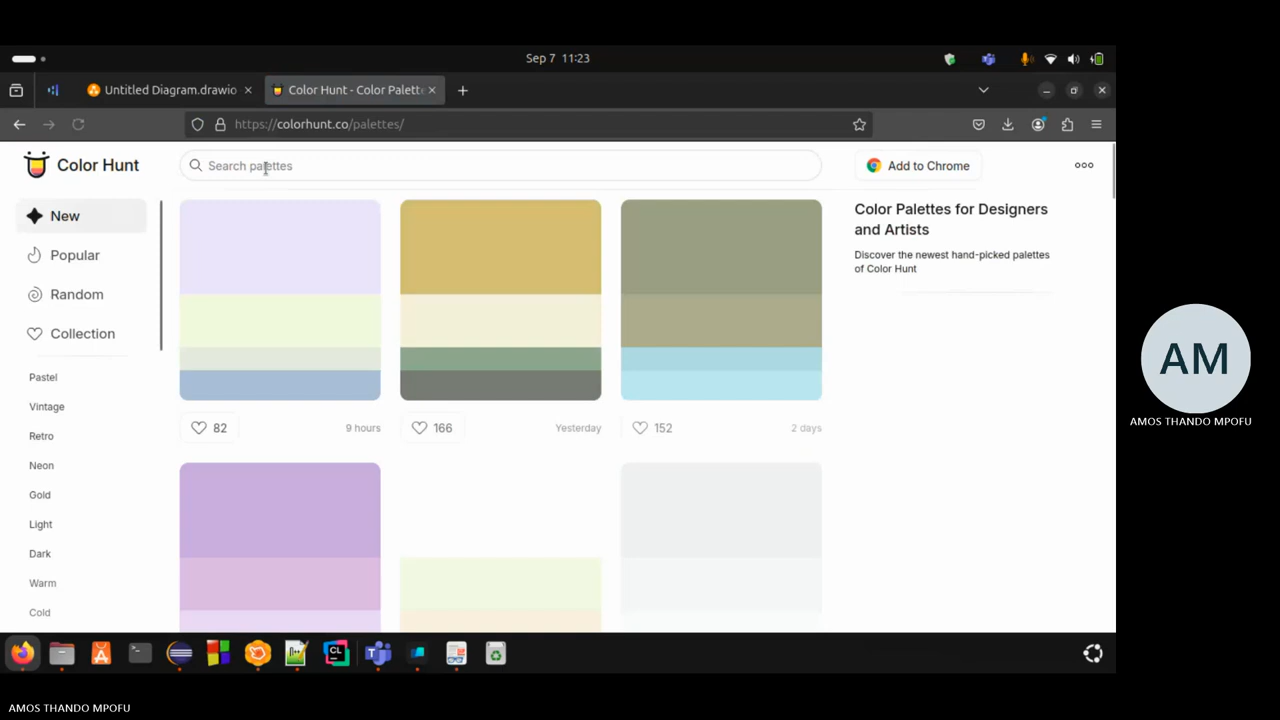 Sep 7 11:23
Untitled Diagram.drawio
Color Hunt - Color Palette
https://colorhunt.co/palettes/
Color Hunt
Search palettes
Add to Chrome
New
Popular
Random
Collection
Pastel
Vintage
Retro
Neon
Gold
Light
Dark
Warm
Cold
82
9 hours
166
Yesterday
152
2 days
Color Palettes for Designers
and Artists
Discover the newest hand-picked palettes
of Color Hunt
CL
AM
AMOS THANDO MPOFU
AMOS THANDO MPOFU